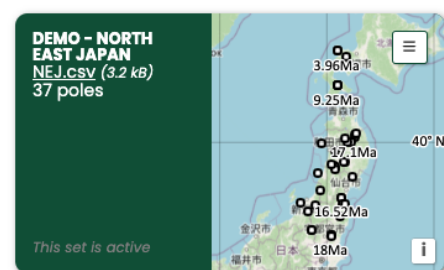 DEMO - NORTH
EAST JAPAN
NEJ.csv (3.2 kB)
37 poles
This set is active
3.96Ma
9.25Ma
青森市
17.1Ma
40° N
仙台市
16.52Ma
金沢市
18Ma
福井市
日本
i